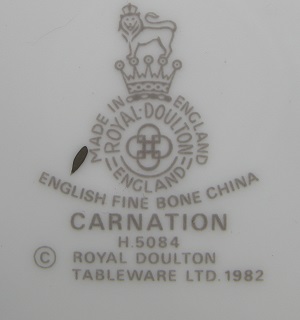 MADE IN ENGLAND
ROYAL·DOULTON
ENGLAND
ENGLISH FINE BONE CHINA
CARNATION
H.5084
© ROYAL DOULTON
TABLEWARE LTD. 1982